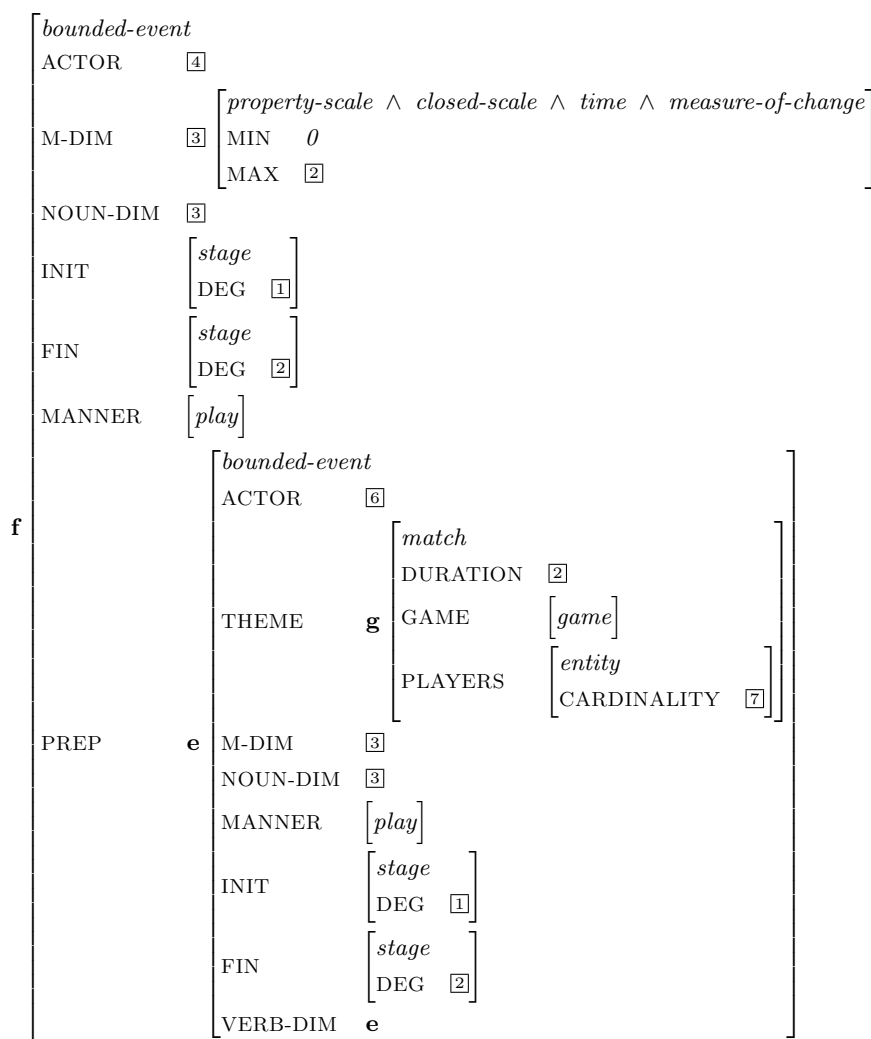 bounded-event
ACTOR 4
property-scale ∧ closed-scale ∧ time ∧ measure-of-change
M-DIM 3 MIN 0
MAX 2
NOUN-DIM 3
stage
INIT
DEG 1
stage
FIN
DEG 2
MANNER [play]
bounded-event
ACTOR 6
f
match
DURATION 2
THEME g GAME [game]
entity
PLAYERS
CARDINALITY 7
PREP e M-DIM 3
NOUN-DIM 3
MANNER [play]
stage
INIT
DEG 1
stage
FIN
DEG 2
VERB-DIM e